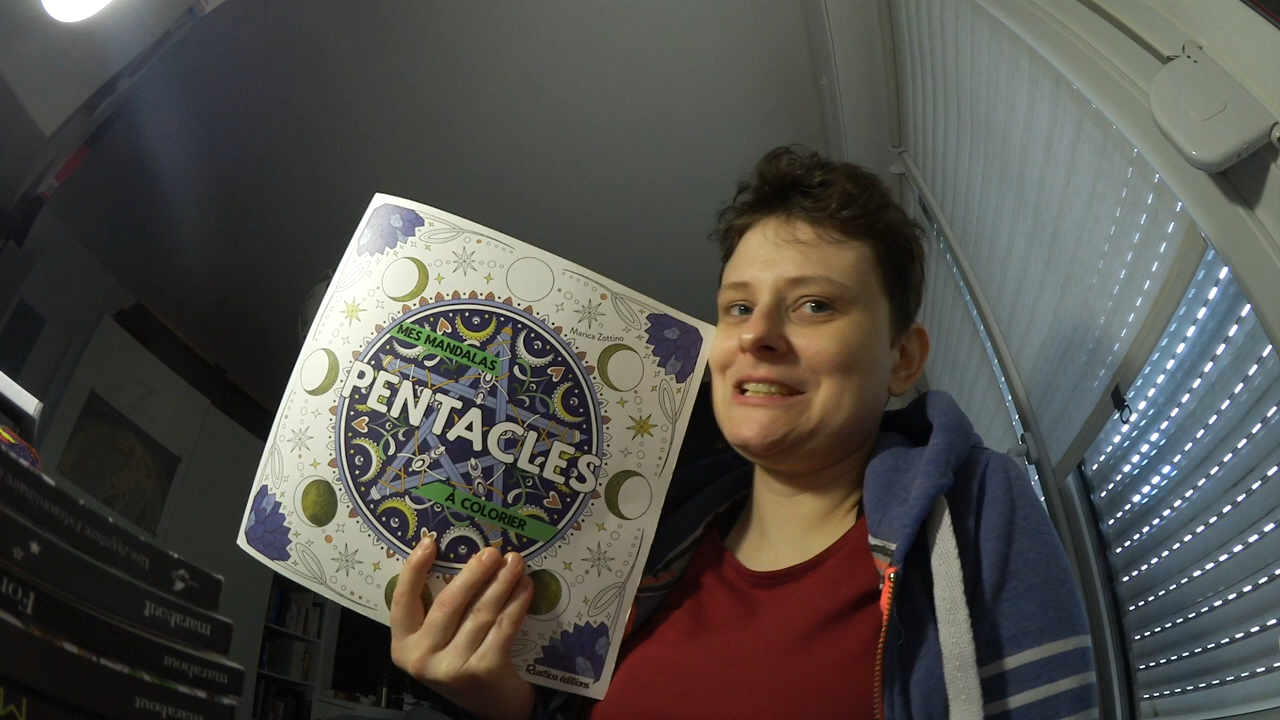 Marica Zottino
MES MANDALAS
PENTACLES
À COLORIER
Rustica éditions
marabout
marabout
marabout